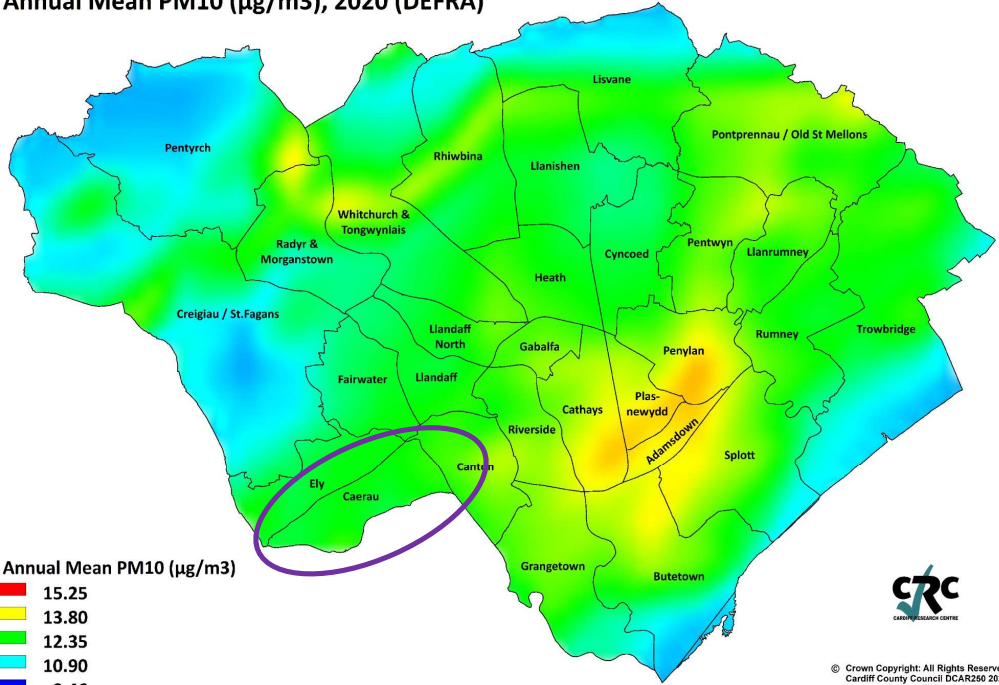 Annual Mean PM10 (µg/m3), 2020 (DEFRA)
Lisvane
Pontprennau / Old St Mellons
Pentyrch
Rhiwbina
Llanishen
Whitchurch &
Tongwynlais
Radyr &
Morganstown
Cyncoed
Pentwyn
Llanrumney
Heath
Creigiau / St.Fagans
Llandaff
North
Gabalfa
Rumney
Trowbridge
Penylan
Fairwater
Llandaff
Plas-
newydd
Cathays
Riverside
Adamsdown
Splott
Canton
Ely
Caerau
Grangetown
Butetown
Annual Mean PM10 (µg/m3)
15.25
13.80
12.35
10.90
CRC
CARDIFF RESEARCH CENTRE
© Crown Copyright: All Rights Reserve
Cardiff County Council DCAR250 20